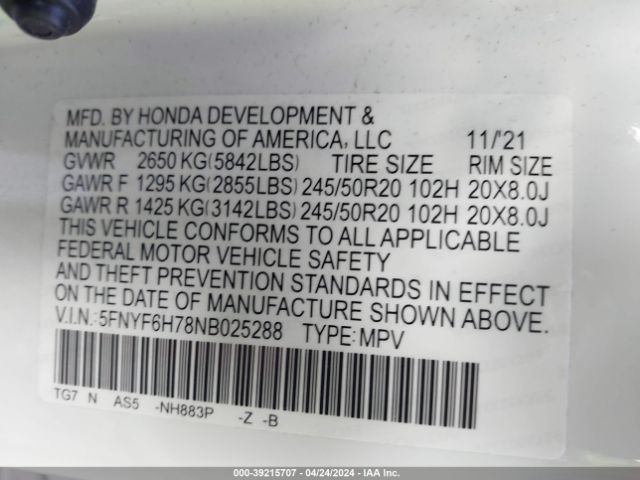 MFD. BY HONDA DEVELOPMENT &
MANUFACTURING OF AMERICA, LLC 11/'21
GVWR 2650 KG(5842LBS) TIRE SIZE RIM SIZE
GAWR F 1295 KG(2855LBS) 245/50R20 102H 20X8.0J
GAWR R 1425 KG(3142LBS) 245/50R20 102H 20X8.0J
THIS VEHICLE CONFORMS TO ALL APPLICABLE
FEDERAL MOTOR VEHICLE SAFETY
AND THEFT PREVENTION STANDARDS IN EFFECT
ON THE DATE OF MANUFACTURE SHOWN ABOVE.
V.I.N.:5FNYF6H78NB025288 TYPE:MPV
TG7 N AS5 -NH883P -Z -B
000-39215707 - 04/24/2024 - IAA Inc.